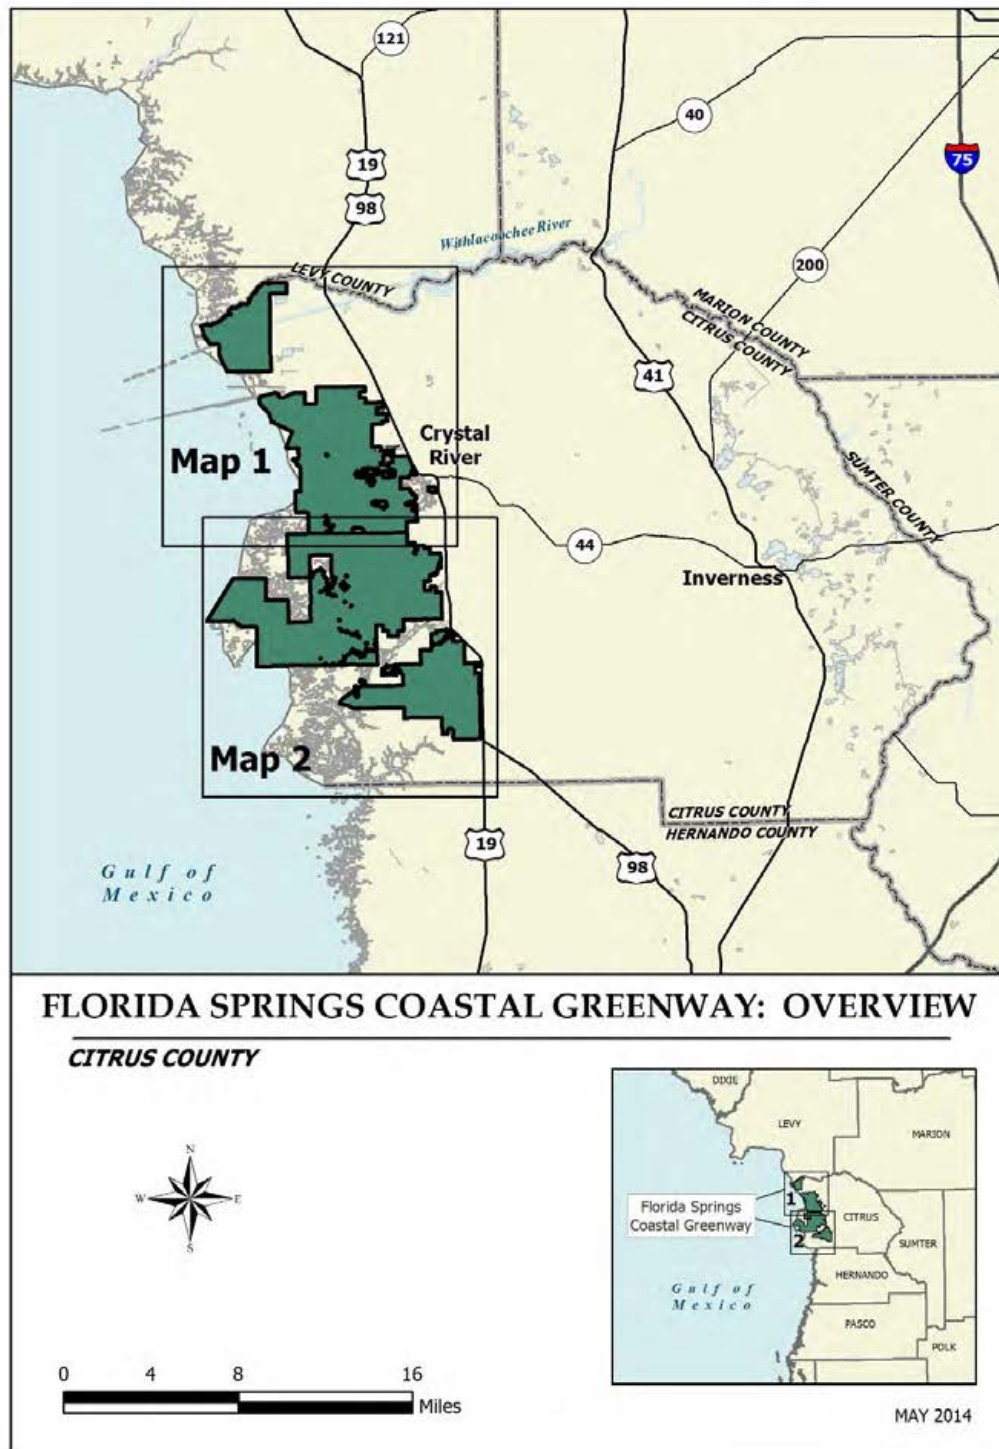 121
40
19
75
98
Withlacoochee River
200
LEVY COUNTY
MARION COUNTY
CITRUS COUNTY
41
Crystal
River
Map 1
SUMTER COUNTY
44
Inverness
Map 2
CITRUS COUNTY
HERNANDO COUNTY
19
98
Gulf of
Mexico
FLORIDA SPRINGS COASTAL GREENWAY: OVERVIEW
CITRUS COUNTY
N
W E
S
DIXIE
LEVY
MARION
1
Florida Springs
Coastal Greenway
CITRUS
2
SUMTER
HERNANDO
Gulf of
Mexico
PASCO
POLK
0 4 8 16
Miles
MAY 2014